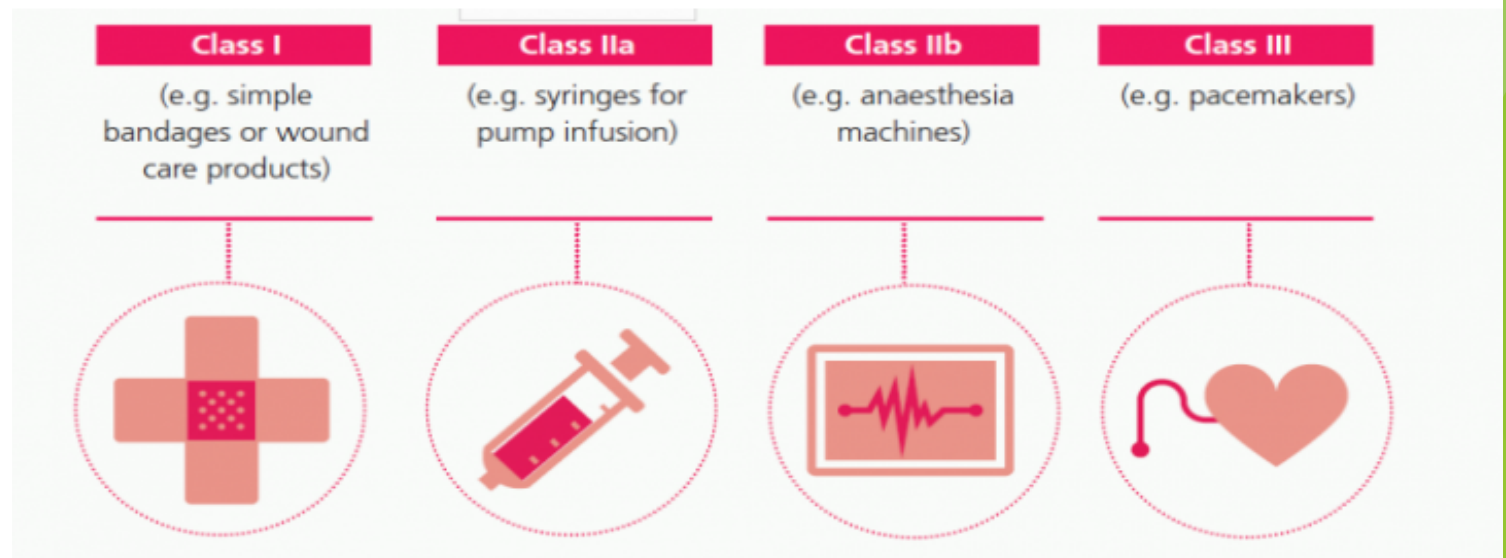 Class I
(e.g. simple
bandages or wound
care products)
Class IIa
(e.g. syringes for
pump infusion)
Class IIb
(e.g. anaesthesia
machines)
Class III
(e.g. pacemakers)